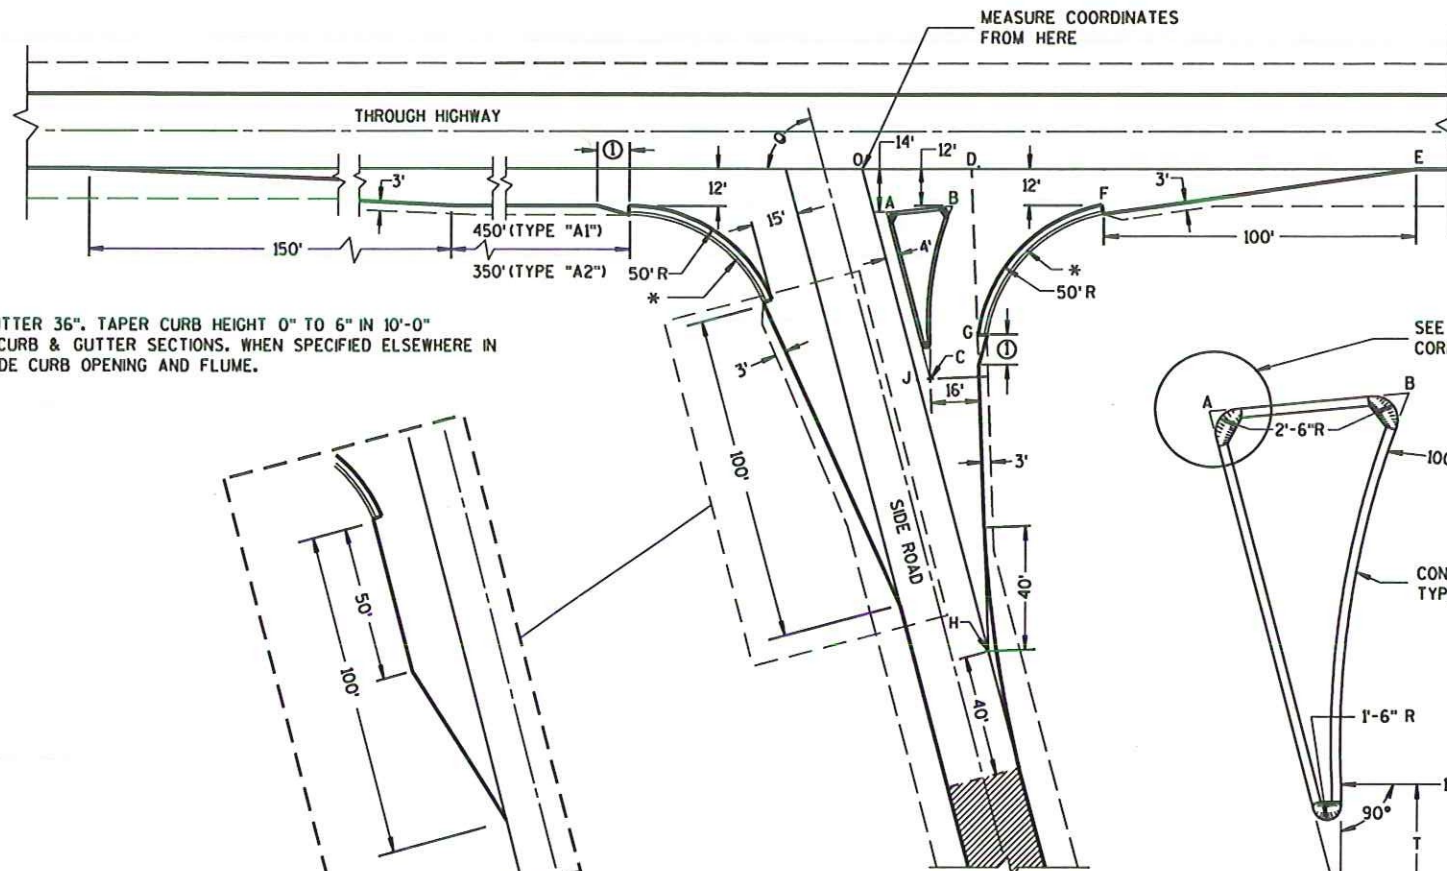 MEASURE COORDINATES
FROM HERE
THROUGH HIGHWAY
①
14'
12'
O
D
E
3'
12'
A
B
12'
F
3'
15'
450' (TYPE "A1")
150'
350' (TYPE "A2")
50' R
*
4'
*
50' R
100'
TTER 36". TAPER CURB HEIGHT 0" TO 6" IN 10'-0"
CURB & GUTTER SECTIONS. WHEN SPECIFIED ELSEWHERE IN
DE CURB OPENING AND FLUME.
G
①
C
J
16'
3'
100'
3'
SIDE ROAD
40'
H
40'
50'
100'
SEE
COR
A
B
2'-6"R
100
CON
TYP
1'-6" R
90°
T
1